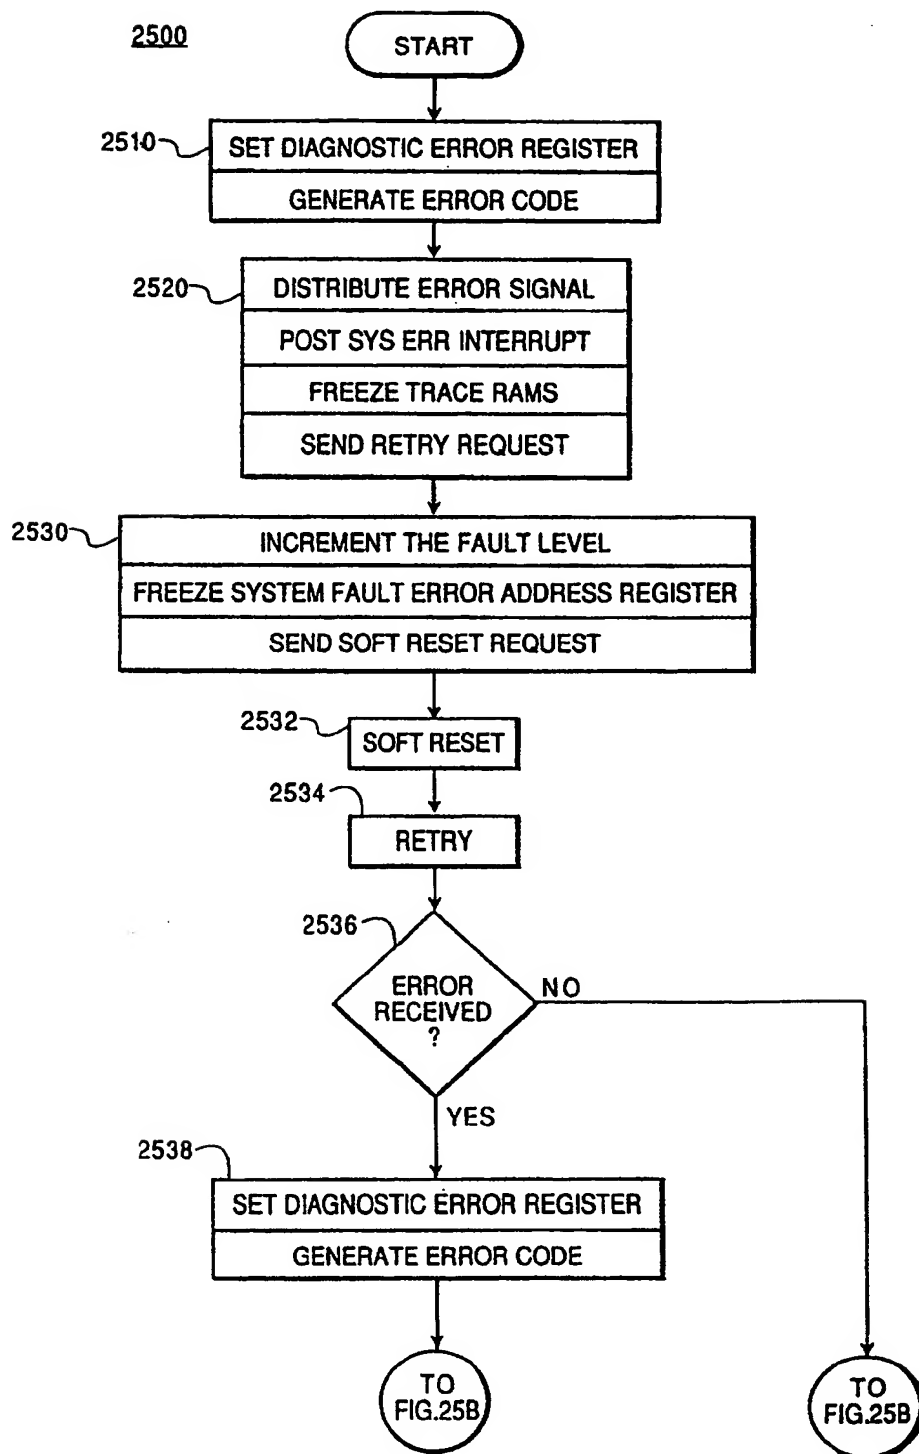 2500
START
2510
SET DIAGNOSTIC ERROR REGISTER
GENERATE ERROR CODE
2520
DISTRIBUTE ERROR SIGNAL
POST SYS ERR INTERRUPT
FREEZE TRACE RAMS
SEND RETRY REQUEST
2530
INCREMENT THE FAULT LEVEL
FREEZE SYSTEM FAULT ERROR ADDRESS REGISTER
SEND SOFT RESET REQUEST
2532
SOFT RESET
2534
RETRY
2536
ERROR
RECEIVED
?
NO
YES
2538
SET DIAGNOSTIC ERROR REGISTER
GENERATE ERROR CODE
TO
FIG.25B
TO
FIG.25B